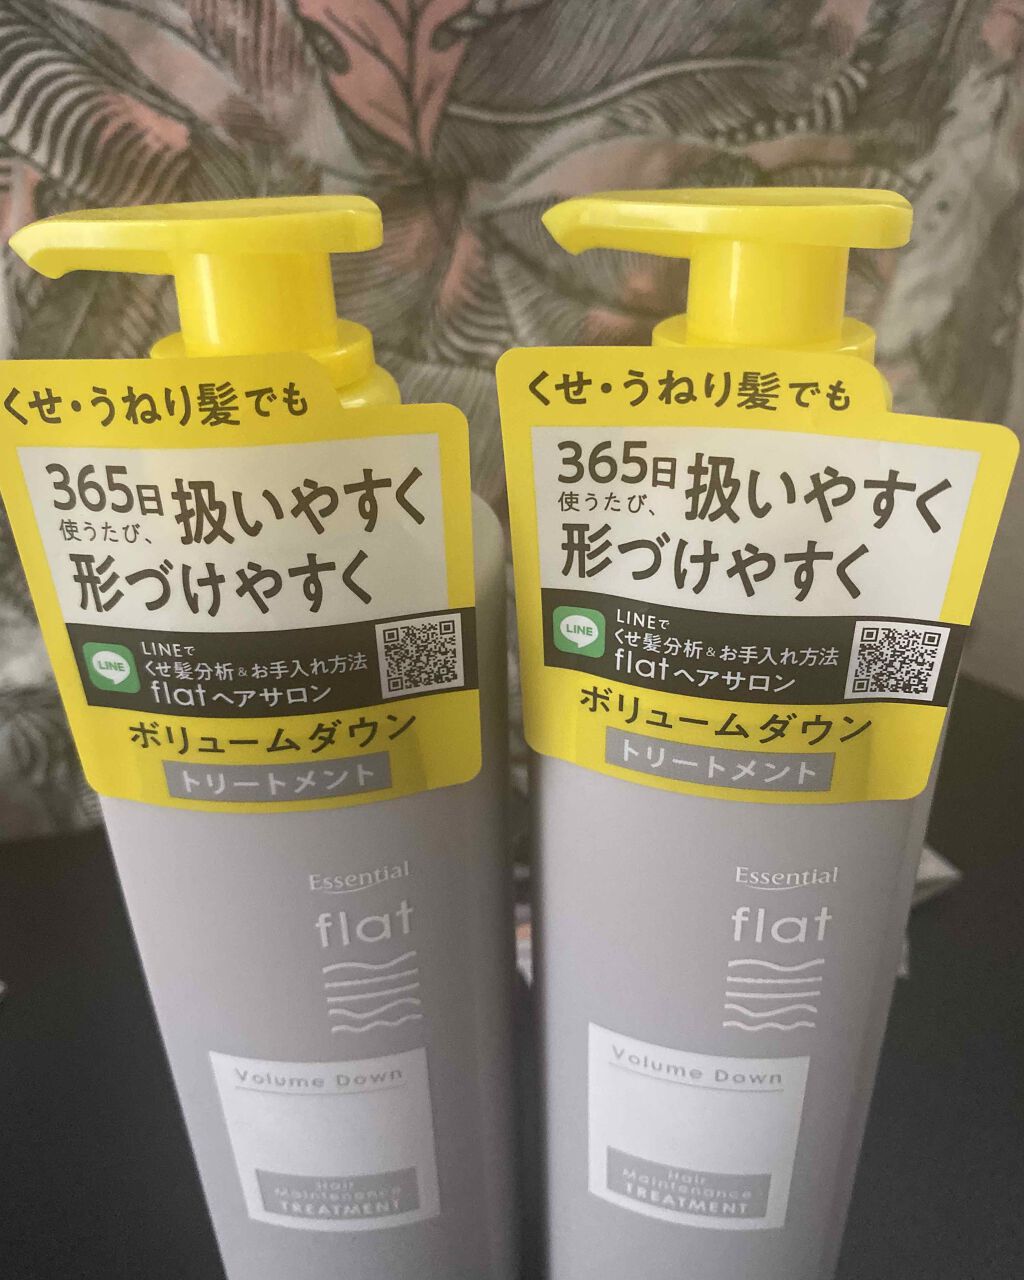 くせ・うねり髪でも
365日
使うたび、
扱いやすく
形づけやすく
LINE
LINEで
くせ髪分析&お手入れ方法
flatヘアサロン
ボリュームダウン
トリートメント
Essential
flat
Volume Down
Hair
Maintenance
TREATMENT
くせ・うねり髪でも
365日
使うたび、
扱いやすく
形づけやすく
LINE
LINEで
くせ髪分析&お手入れ方法
flatヘアサロン
ボリュームダウン
トリートメント
Essential
flat
Volume Down
Hair
Maintenance
TREATMENT